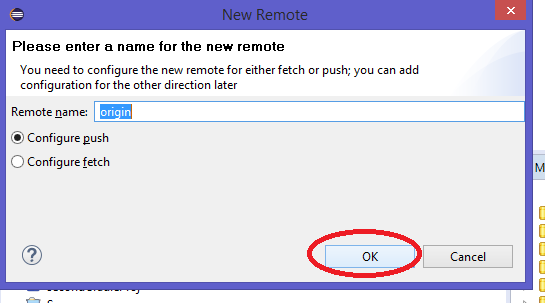 New Remote
Please enter a name for the new remote
You need to configure the new remote for either fetch or push; you can add
configuration for the other direction later
Remote name: origin
Configure push
Configure fetch
OK
Cancel